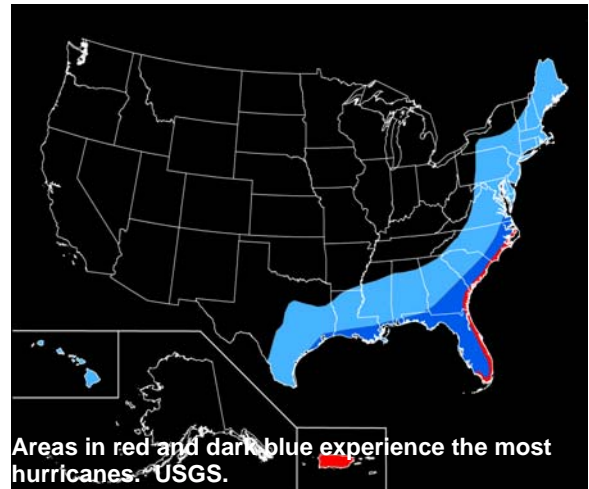 Areas in red and dark blue experience the most
hurricanes.  USGS.